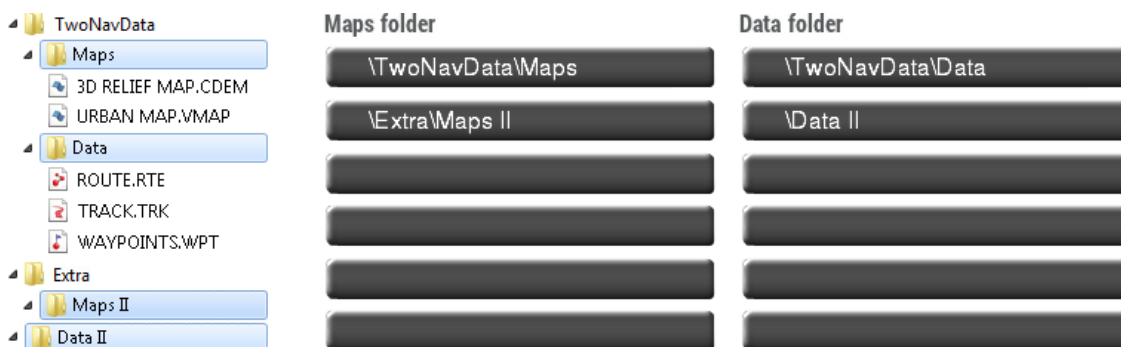 TwoNavData
Maps
3D RELIEF MAP.CDEM
URBAN MAP.VMAP
Data
ROUTE.RTE
TRACK.TRK
WAYPOINTS.WPT
Extra
Maps II
Data II
Maps folder
\TwoNavData\Maps
\Extra\Maps II
Data folder
\TwoNavData\Data
\Data II